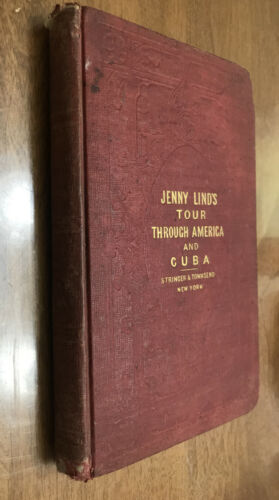 JENNY LIND'S
TOUR
THROUGH AMERICA
AND
CUBA
STRINGER & TOWNSEND
NEW YORK